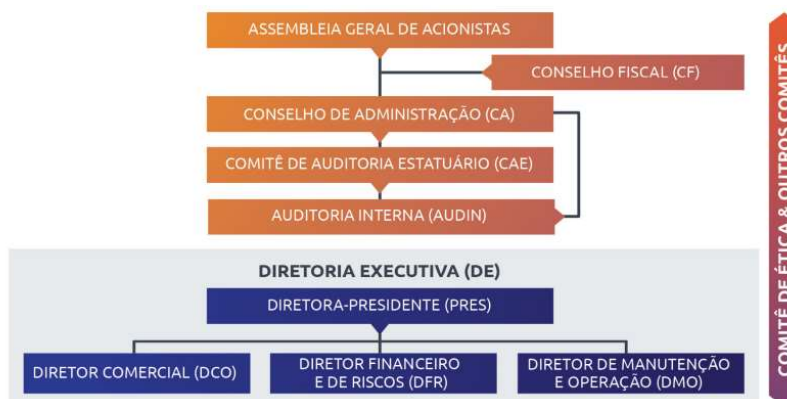 ASSEMBLEIA GERAL DE ACIONISTAS
CONSELHO FISCAL (CF)
CONSELHO DE ADMINISTRAÇÃO (CA)
COMITÊ DE AUDITORIA ESTATUÁRIO (CAE)
AUDITORIA INTERNA (AUDIN)
DIRETORIA EXECUTIVA (DE)
DIRETORA-PRESIDENTE (PRES)
DIRETOR COMERCIAL (DCO)
DIRETOR FINANCEIRO
E DE RISCOS (DFR)
DIRETOR DE MANUTENÇÃO
E OPERAÇÃO (DMO)
COMITÊ DE ÉTICA & OUTROS COMITÊS